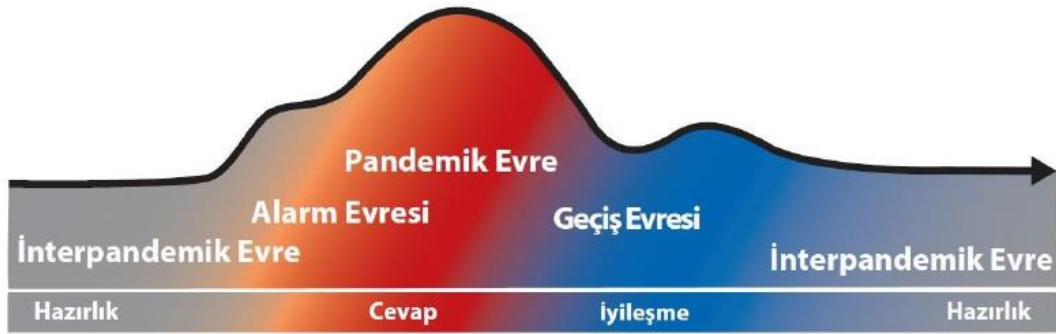 Pandemik Evre
Alarm Evresi
Geçiş Evresi
İnterpandemik Evre
İnterpandemik Evre
Hazırlık
Cevap
İyileşme
Hazırlık